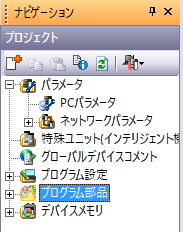 ナビゲーション
プロジェクト
パラメータ
PCパラメータ
ネットワークパラメータ
特殊ユニット(インテリジェント機
グローバルデバイスコメント
プログラム設定
プログラム部品
デバイスメモリ